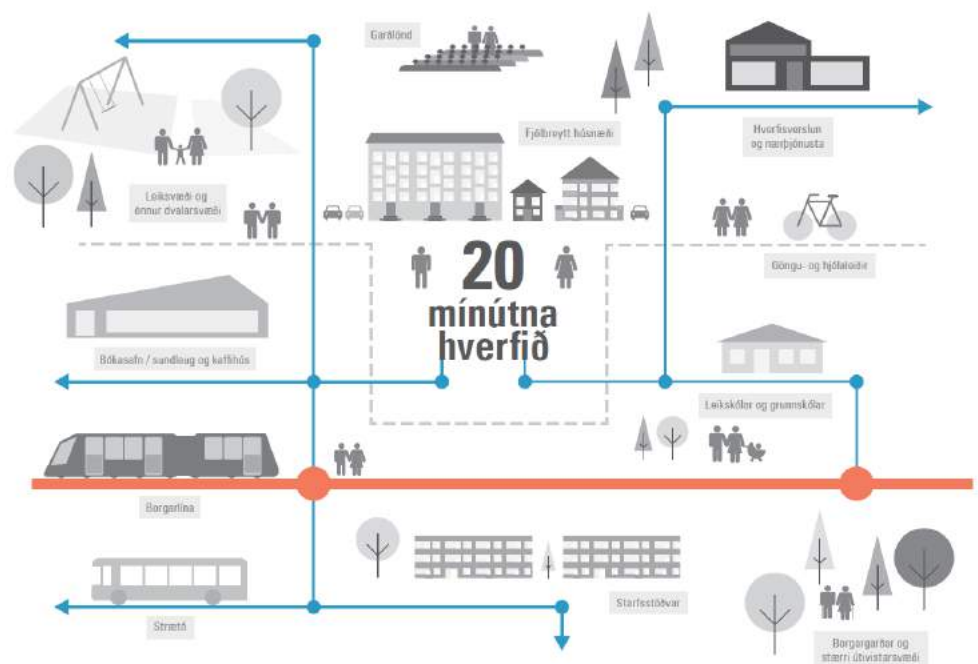 Garðlönd
Fjölbreytt húsnæði
Hverfisverslun
og nærþjónusta
Leiksvæði og
önnur dvalarsvæði
20
mínútna
hverfið
Göngu- og hjólaleiðir
Bókasafn / sundlaug og kaffihús
Leikskólar og grunnskólar
Borgarlína
Strætó
Starfsstöðvar
Borgargarður og
stærri útivistarsvæði